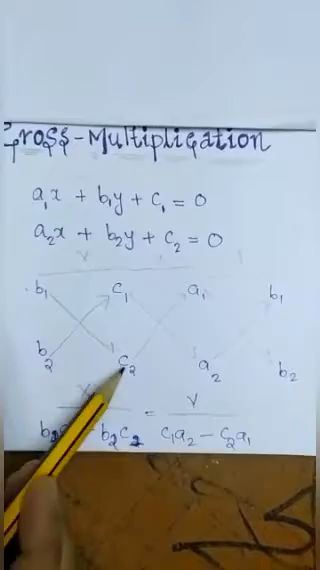 Cross-Multiplication
a₁x + b₁y + c₁ = 0
a₂x + b₂y + c₂ = 0
b₁ c₁ a₁ b₁
b₂ c₂ a₂ b₂
= y
b₂c₂ c₁a₂ - c₂a₁